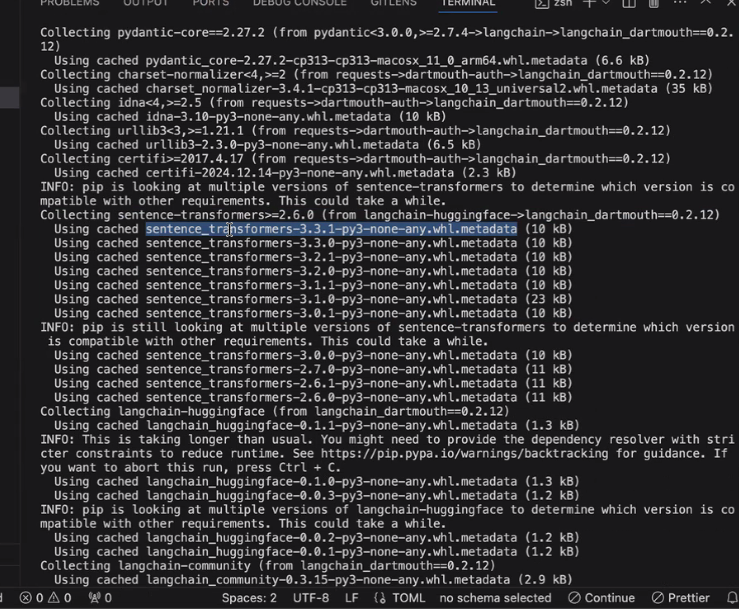 PROBLEMS OUTPUT PORTS DEBUG CONSOLE GITLENS TERMINAL zsh
Collecting pydantic-core==2.27.2 (from pydantic<3.0.0,>=2.7.4->langchain->langchain_dartmouth==0.2.
12)
Using cached pydantic_core-2.27.2-cp313-cp313-macosx_11_0_arm64.whl.metadata (6.6 kB)
Collecting charset-normalizer<4,>=2 (from requests->dartmouth-auth->langchain_dartmouth==0.2.12)
Using cached charset_normalizer-3.4.1-cp313-cp313-macosx_10_13_universal2.whl.metadata (35 kB)
Collecting idna<4,>=2.5 (from requests->dartmouth-auth->langchain_dartmouth==0.2.12)
Using cached idna-3.10-py3-none-any.whl.metadata (10 kB)
Collecting urllib3<3,>=1.21.1 (from requests->dartmouth-auth->langchain_dartmouth==0.2.12)
Using cached urllib3-2.3.0-py3-none-any.whl.metadata (6.5 kB)
Collecting certifi>=2017.4.17 (from requests->dartmouth-auth->langchain_dartmouth==0.2.12)
Using cached certifi-2024.12.14-py3-none-any.whl.metadata (2.3 kB)
INFO: pip is looking at multiple versions of sentence-transformers to determine which version is co
mpatible with other requirements. This could take a while.
Collecting sentence-transformers>=2.6.0 (from langchain-huggingface->langchain_dartmouth==0.2.12)
Using cached sentence_transformers-3.3.1-py3-none-any.whl.metadata (10 kB)
Using cached sentence_transformers-3.3.0-py3-none-any.whl.metadata (10 kB)
Using cached sentence_transformers-3.2.1-py3-none-any.whl.metadata (10 kB)
Using cached sentence_transformers-3.2.0-py3-none-any.whl.metadata (10 kB)
Using cached sentence_transformers-3.1.1-py3-none-any.whl.metadata (10 kB)
Using cached sentence_transformers-3.1.0-py3-none-any.whl.metadata (23 kB)
Using cached sentence_transformers-3.0.1-py3-none-any.whl.metadata (10 kB)
INFO: pip is still looking at multiple versions of sentence-transformers to determine which version
is compatible with other requirements. This could take a while.
Using cached sentence_transformers-3.0.0-py3-none-any.whl.metadata (10 kB)
Using cached sentence_transformers-2.7.0-py3-none-any.whl.metadata (11 kB)
Using cached sentence_transformers-2.6.1-py3-none-any.whl.metadata (11 kB)
Using cached sentence_transformers-2.6.0-py3-none-any.whl.metadata (11 kB)
Collecting langchain-huggingface (from langchain_dartmouth==0.2.12)
Using cached langchain_huggingface-0.1.1-py3-none-any.whl.metadata (1.3 kB)
INFO: This is taking longer than usual. You might need to provide the dependency resolver with stri
cter constraints to reduce runtime. See https://pip.pypa.io/warnings/backtracking for guidance. If
you want to abort this run, press Ctrl + C.
Using cached langchain_huggingface-0.1.0-py3-none-any.whl.metadata (1.3 kB)
Using cached langchain_huggingface-0.0.3-py3-none-any.whl.metadata (1.2 kB)
INFO: pip is looking at multiple versions of langchain-huggingface to determine which version is co
mpatible with other requirements. This could take a while.
Using cached langchain_huggingface-0.0.2-py3-none-any.whl.metadata (1.2 kB)
Using cached langchain_huggingface-0.0.1-py3-none-any.whl.metadata (1.2 kB)
Collecting langchain-community (from langchain_dartmouth==0.2.12)
Using cached langchain_community-0.3.15-py3-none-any.whl.metadata (2.9 kB)
0 0 0 Spaces: 2 UTF-8 LF TOML no schema selected Continue Prettier